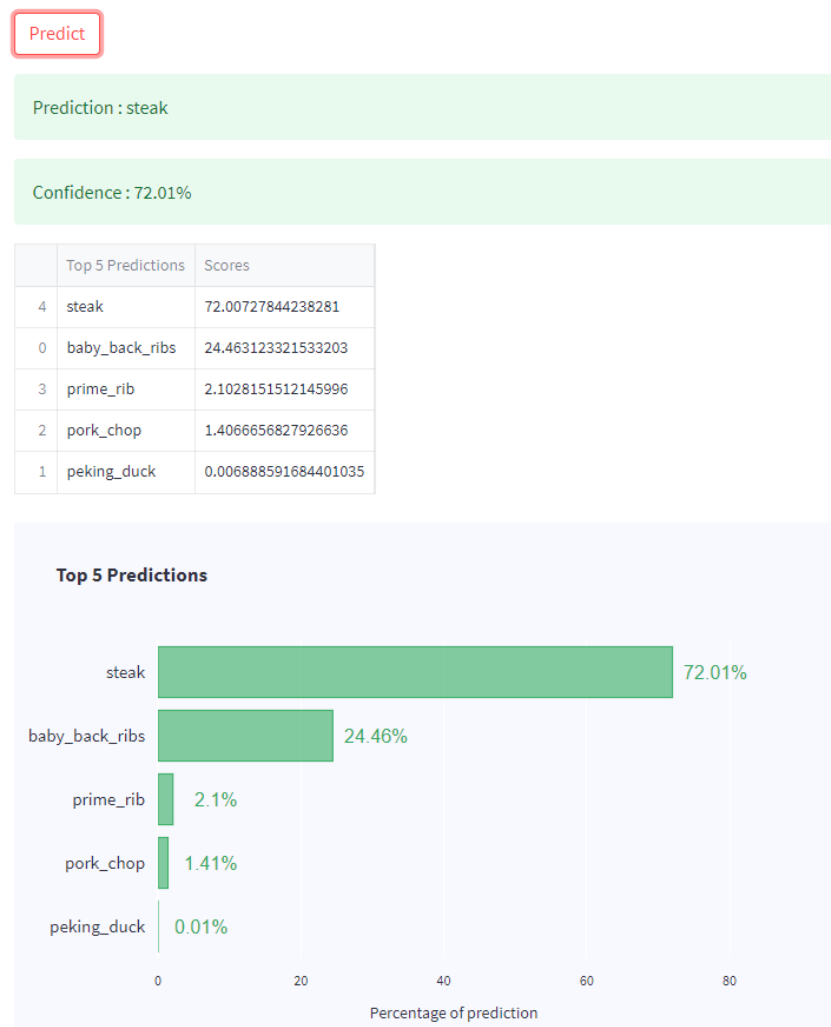 Predict
Prediction : steak
Confidence : 72.01%
Top 5 Predictions Scores
4 steak 72.00727844238281
0 baby_back_ribs 24.463123321533203
3 prime_rib 2.1028151512145996
2 pork_chop 1.4066656827926636
1 peking_duck 0.006888591684401035
Top 5 Predictions
steak 72.01%
baby_back_ribs 24.46%
prime_rib 2.1%
pork_chop 1.41%
peking_duck 0.01%
0 20 40 60 80
Percentage of prediction